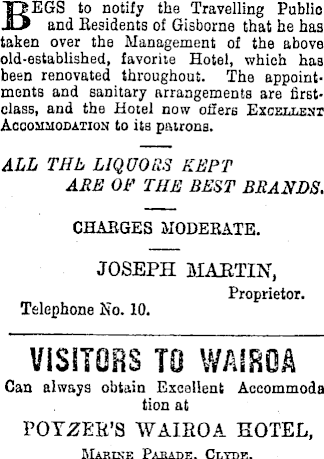 BEGS to notify the Travelling Public
and Residents of Gisborne that he has
taken over the Management of the above
old-established, favorite Hotel, which has
been renovated throughout. The appoint-
ments and sanitary arrangements are first-
class, and the Hotel now offers EXCELLENT
ACCOMMODATION to its patrons.
ALL THE LIQUORS KEPT
ARE OF THE BEST BRANDS.
CHARGES MODERATE.
JOSEPH MARTIN,
Proprietor.
Telephone No. 10.
VISITORS TO WAIROA
Can always obtain Excellent Accommoda
tion at
POYZER'S WAIROA HOTEL,
MARINE PARADE, CLYDE.